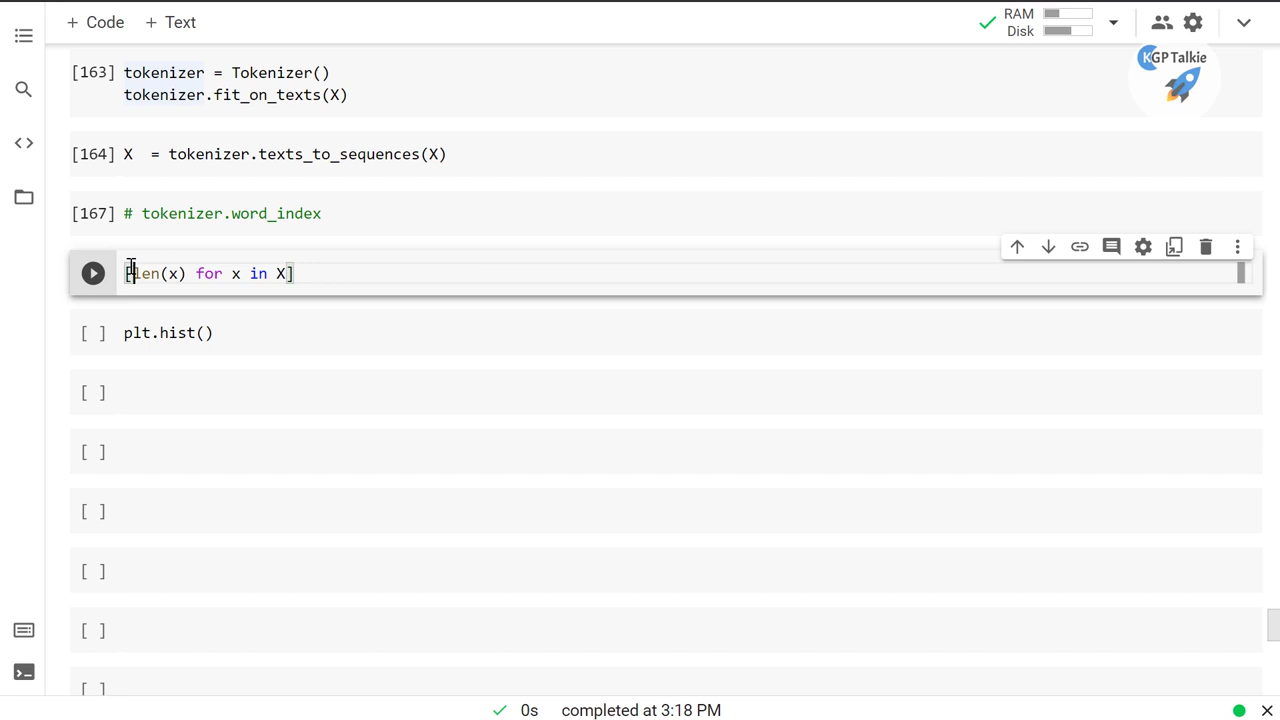 + Code + Text
RAM
Disk
KGP Talkie
[163] tokenizer = Tokenizer()
tokenizer.fit_on_texts(X)
[164] X  = tokenizer.texts_to_sequences(X)
[167] # tokenizer.word_index
[len(x) for x in X]
[ ] plt.hist()
[ ]
[ ]
[ ]
[ ]
[ ]
[ ]
0s completed at 3:18 PM